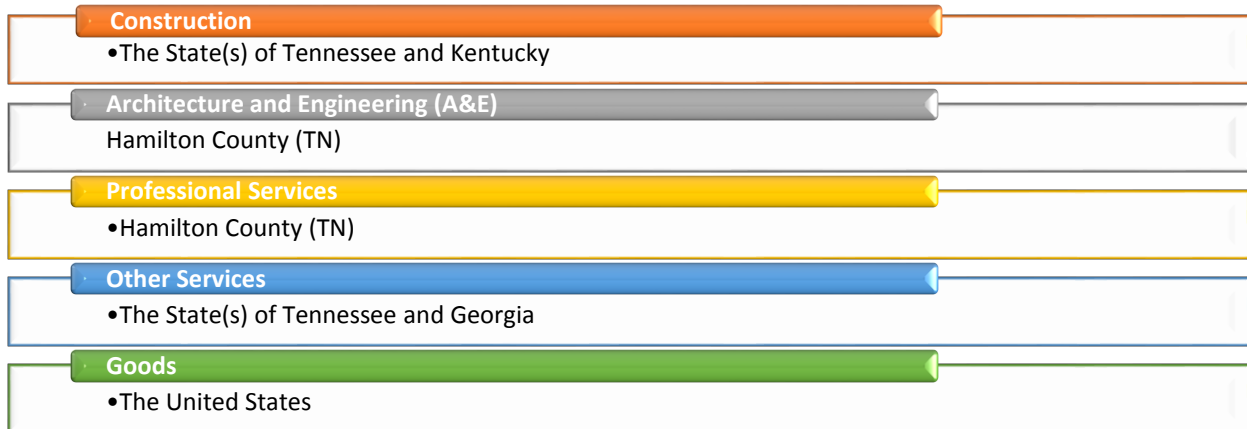 Construction
•The State(s) of Tennessee and Kentucky
Architecture and Engineering (A&E)
Hamilton County (TN)
Professional Services
•Hamilton County (TN)
Other Services
•The State(s) of Tennessee and Georgia
Goods
•The United States